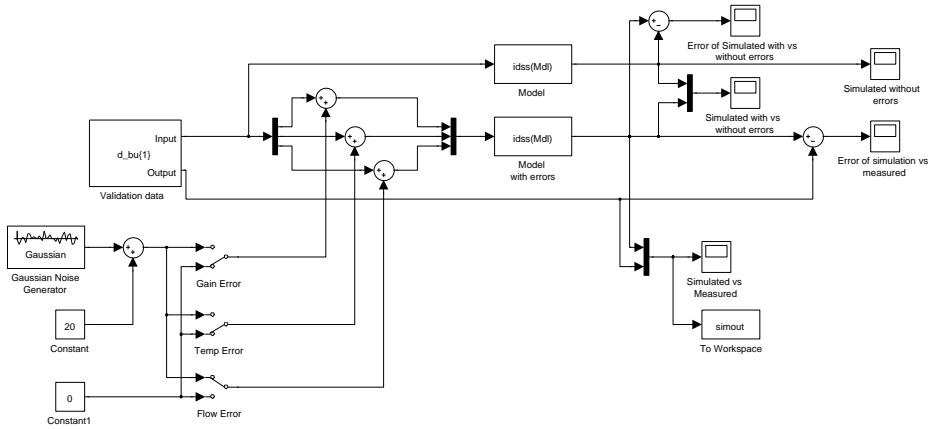 Error of Simulated with vs
without errors
idss(Mdl)
Model
Simulated without
errors
Simulated with vs
without errors
Input
d_bu{1}
Output
Validation data
idss(Mdl)
Model
with errors
Error of simulation vs
measured
Gaussian
Gaussian Noise
Generator
Gain Error
Simulated vs
Measured
20
Constant
Temp Error
simout
To Workspace
0
Constant1
Flow Error